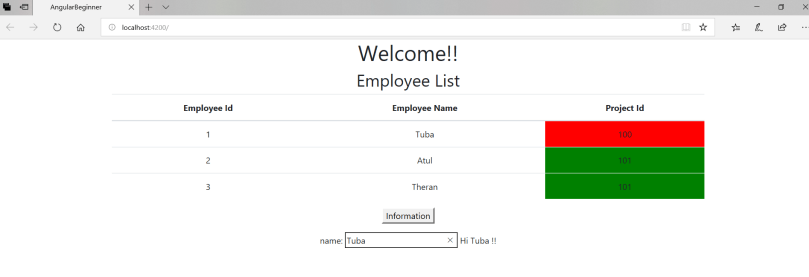 AngularBeginner
localhost:4200/
Welcome!!
Employee List
Employee Id Employee Name Project Id
1 Tuba 100
2 Atul 101
3 Theran 101
Information
name: Tuba Hi Tuba !!